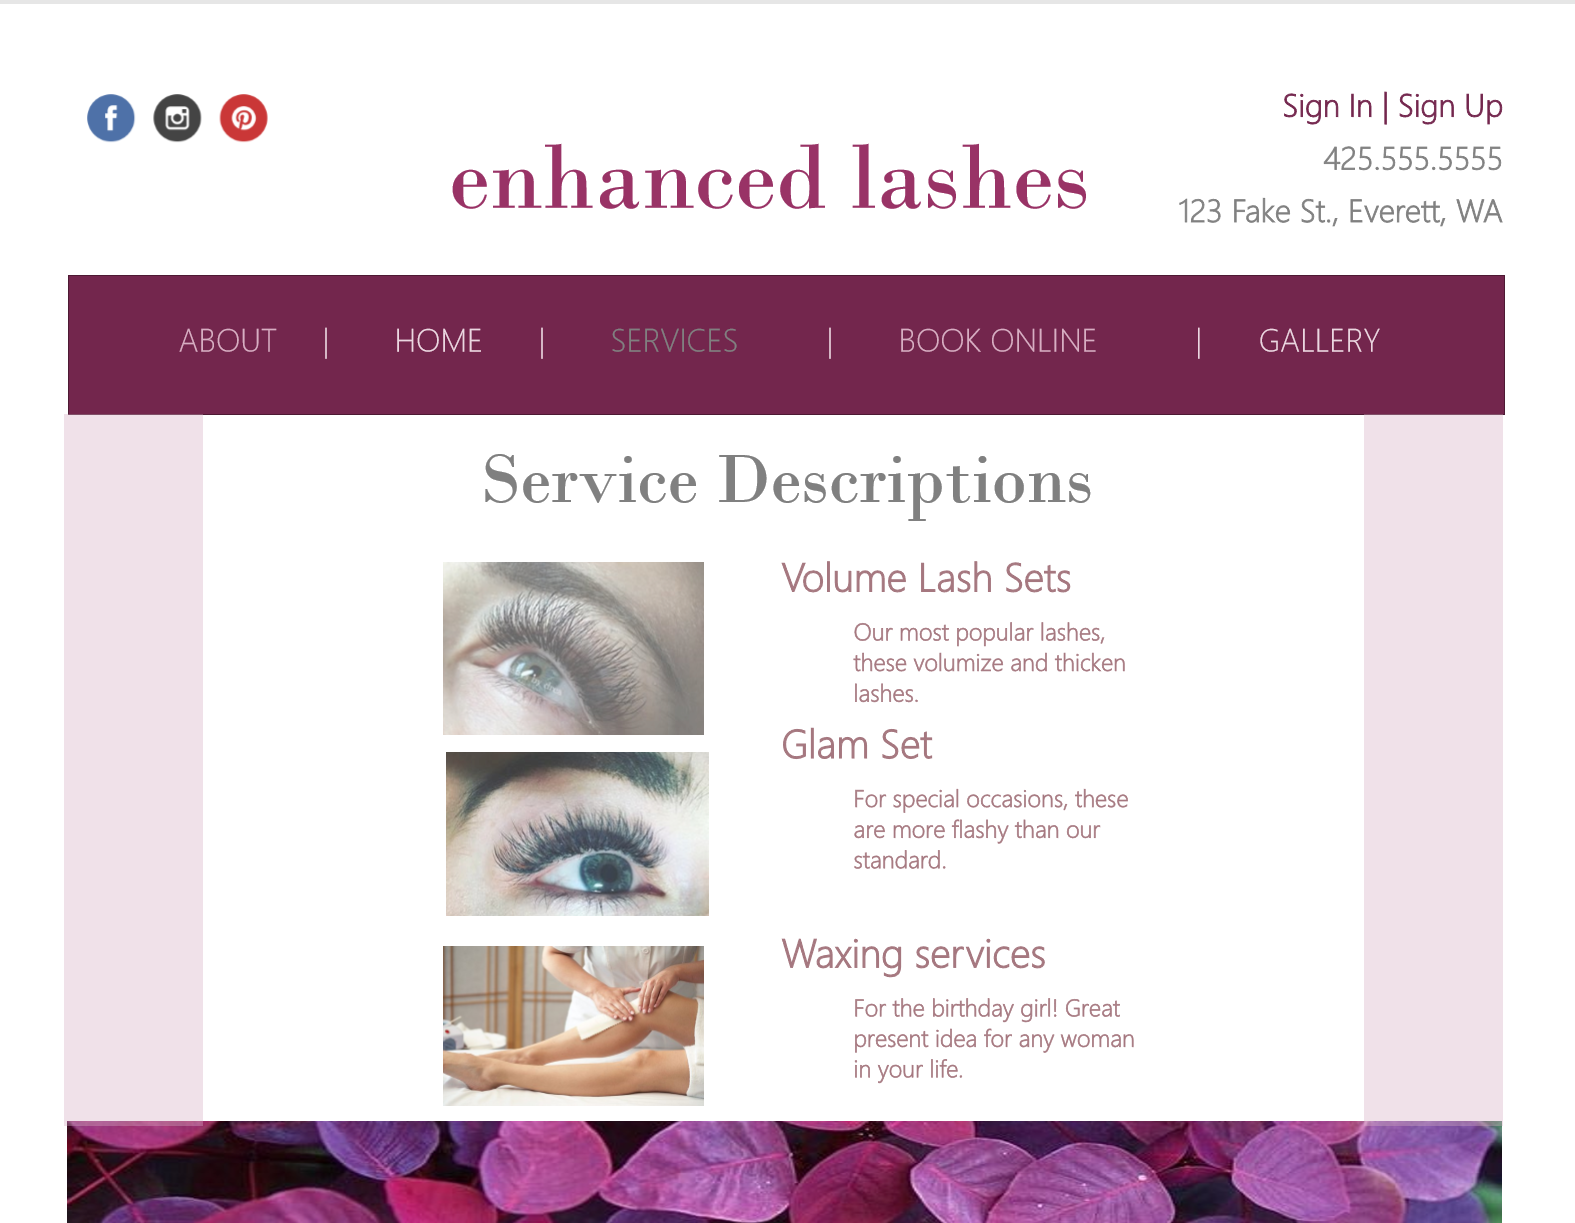 Sign In | Sign Up
425.555.5555
enhanced lashes
123 Fake St., Everett, WA
ABOUT | HOME | SERVICES | BOOK ONLINE | GALLERY
Service Descriptions
Volume Lash Sets
Our most popular lashes,
these volumize and thicken
lashes.
Glam Set
For special occasions, these
are more flashy than our
standard.
Waxing services
For the birthday girl! Great
present idea for any woman
in your life.